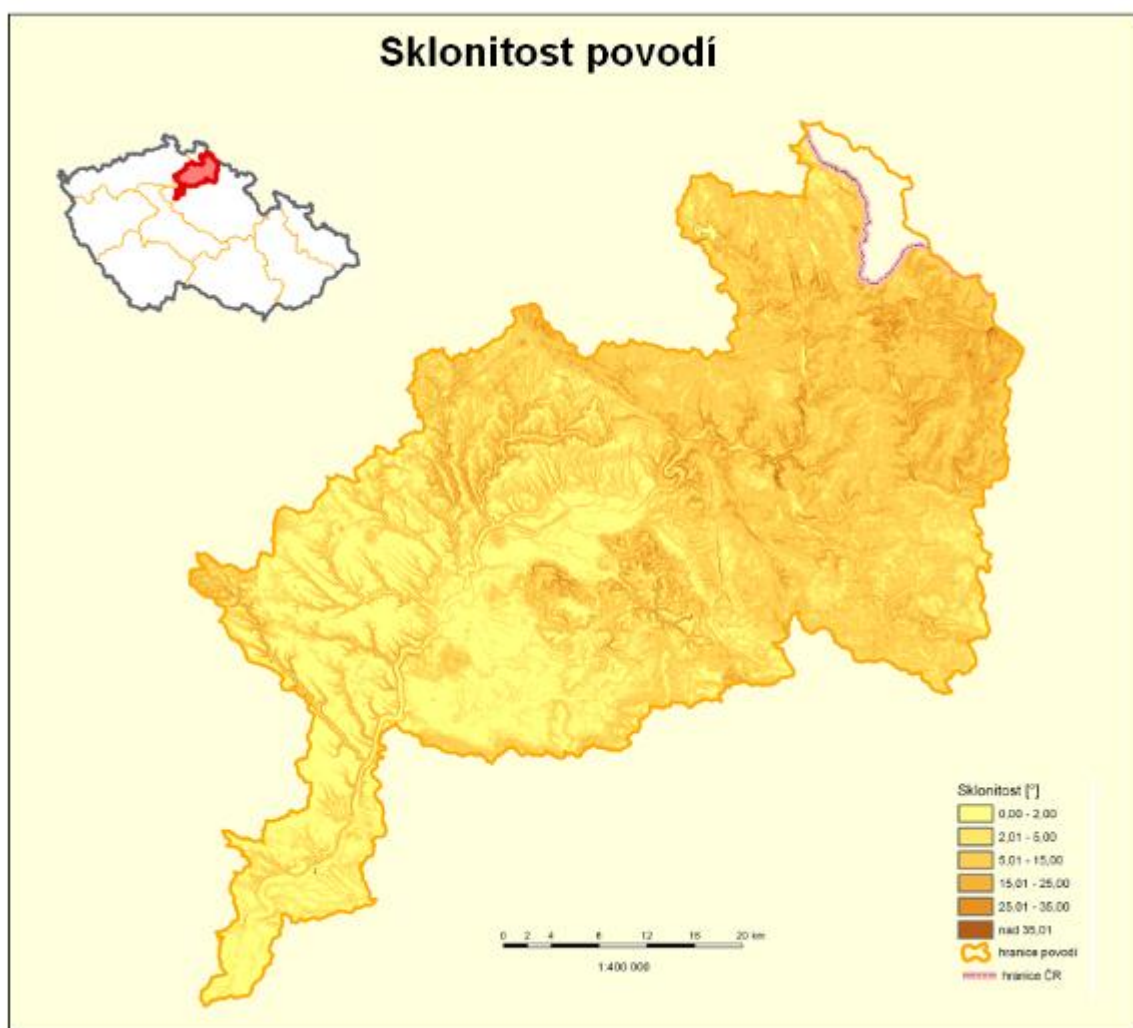 Sklonitost povodí
Sklonitost [°]
0,00 - 2,00
2,01 - 5,00
5,01 - 15,00
15,01 - 25,00
25,01 - 35,00
nad 35,01
hranice povodí
hranice ČR
0 2 4 8 12 16 20 km
1:400 000